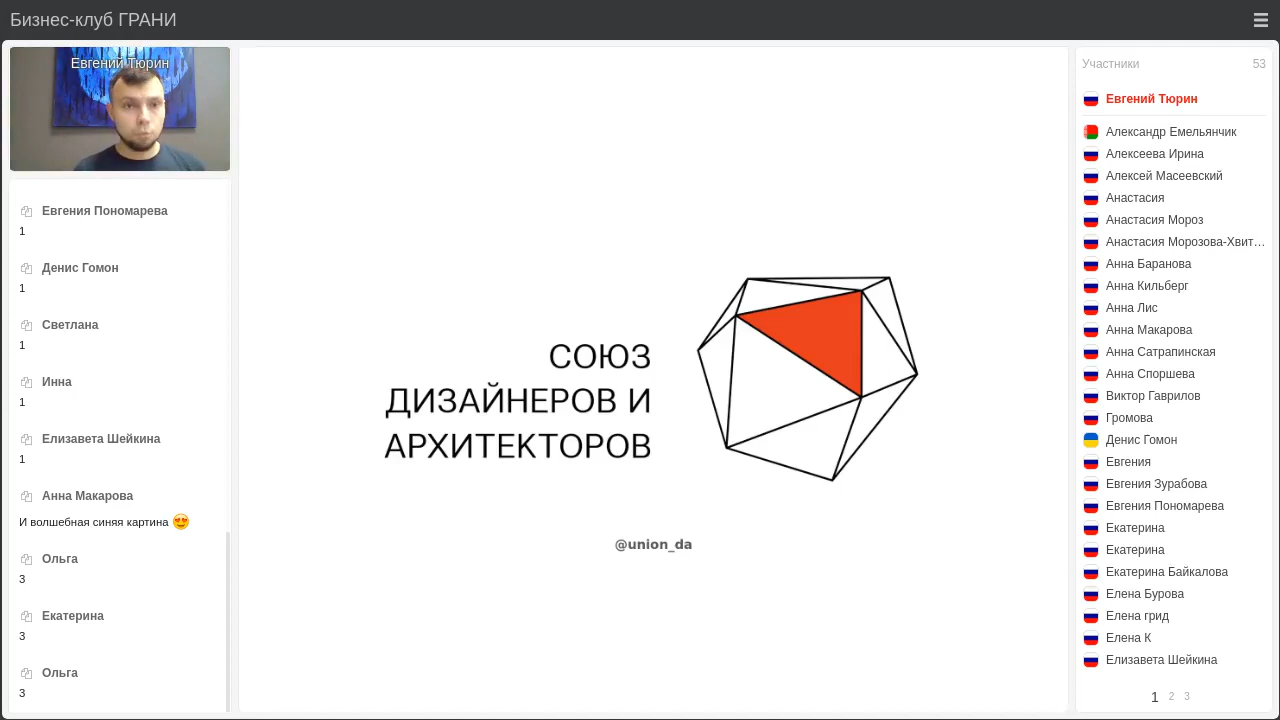 Бизнес-клуб ГРАНИ
Евгений Тюрин
Евгения Пономарева
1
Денис Гомон
1
Светлана
1
Инна
1
Елизавета Шейкина
1
Анна Макарова
И волшебная синяя картина
Ольга
3
Екатерина
3
Ольга
3
СОЮЗ
ДИЗАЙНЕРОВ И
АРХИТЕКТОРОВ
@union_da
Участники 53
Евгений Тюрин
Александр Емельянчик
Алексеева Ирина
Алексей Масеевский
Анастасия
Анастасия Мороз
Анастасия Морозова-Хвит…
Анна Баранова
Анна Кильберг
Анна Лис
Анна Макарова
Анна Сатрапинская
Анна Споршева
Виктор Гаврилов
Громова
Денис Гомон
Евгения
Евгения Зурабова
Евгения Пономарева
Екатерина
Екатерина
Екатерина Байкалова
Елена Бурова
Елена грид
Елена К
Елизавета Шейкина
1 2 3